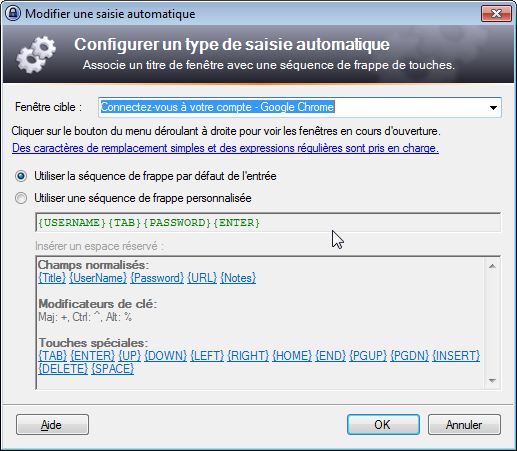 Modifier une saisie automatique
Configurer un type de saisie automatique
Associe un titre de fenêtre avec une séquence de frappe de touches.
Fenêtre cible : Connectez-vous à votre compte - Google Chrome
Cliquer sur le bouton du menu déroulant à droite pour voir les fenêtres en cours d'ouverture.
Des caractères de remplacement simples et des expressions régulières sont pris en charge.
Utiliser la séquence de frappe par défaut de l'entrée
Utiliser une séquence de frappe personnalisée
{USERNAME}{TAB}{PASSWORD}{ENTER}
Insérer un espace réservé :
Champs normalisés:
{Title} {UserName} {Password} {URL} {Notes}
Modificateurs de clé:
Maj: +, Ctrl: ^, Alt: %
Touches spéciales:
{TAB} {ENTER} {UP} {DOWN} {LEFT} {RIGHT} {HOME} {END} {PGUP} {PGDN} {INSERT}
{DELETE} {SPACE}
Aide OK Annuler